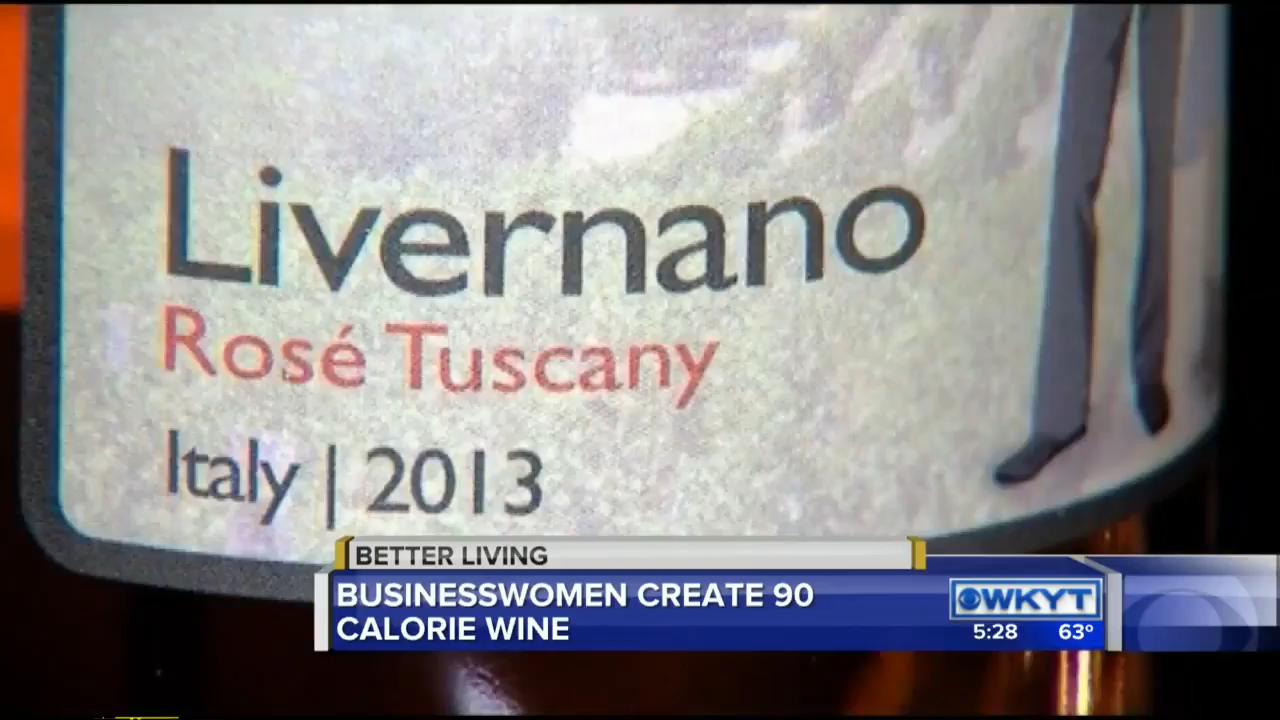 Livernano
Rosé Tuscany
Italy | 2013
BETTER LIVING
BUSINESSWOMEN CREATE 90
CALORIE WINE
WKYT
5:28 63°